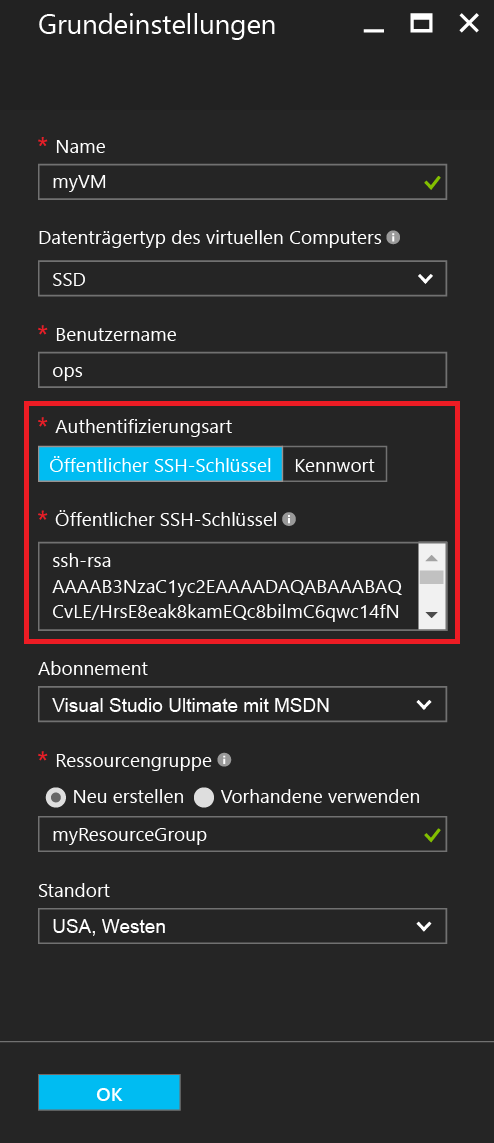 Grundeinstellungen
* Name
myVM
Datenträgertyp des virtuellen Computers
SSD
* Benutzername
ops
* Authentifizierungsart
Öffentlicher SSH-Schlüssel Kennwort
* Öffentlicher SSH-Schlüssel
ssh-rsa
AAAAB3NzaC1yc2EAAAADAQABAAABAQ
CvLE/HrsE8eak8kamEQc8bilmC6qwc14fN
Abonnement
Visual Studio Ultimate mit MSDN
* Ressourcengruppe
Neu erstellen Vorhandene verwenden
myResourceGroup
Standort
USA, Westen
OK